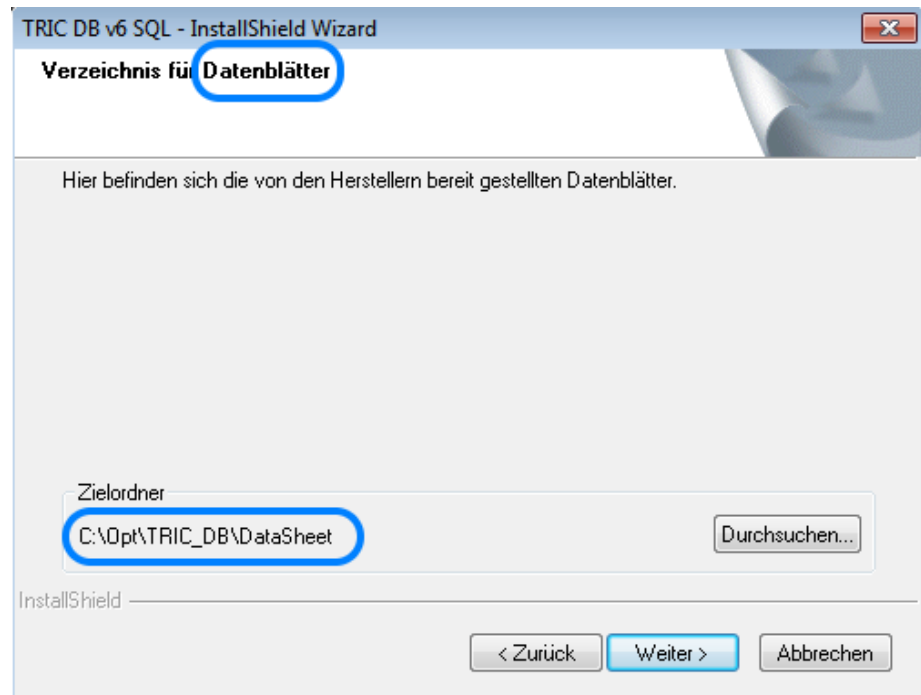 TRIC DB v6 SQL - InstallShield Wizard
Verzeichnis für Datenblätter
Hier befinden sich die von den Herstellern bereit gestellten Datenblätter.
Zielordner
C:\Opt\TRIC_DB\DataSheet
Durchsuchen...
InstallShield
< Zurück
Weiter >
Abbrechen